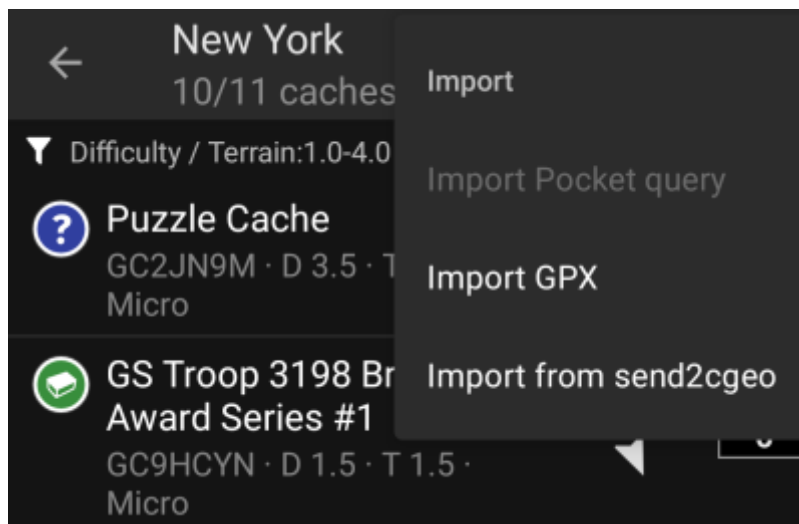 New York
10/11 caches
Difficulty / Terrain:1.0-4.0
Puzzle Cache
GC2JN9M · D 3.5 · T
Micro
GS Troop 3198 Br
Award Series #1
GC9HCYN · D 1.5 · T 1.5 ·
Micro
Import
Import Pocket query
Import GPX
Import from send2cgeo